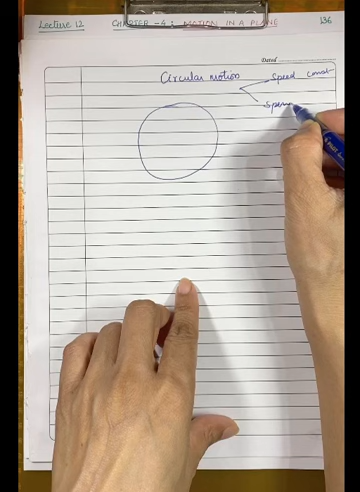 Lecture 12 CHAPTER-4: MOTION IN A PLANE 136
Dated
Circular motion
Speed const